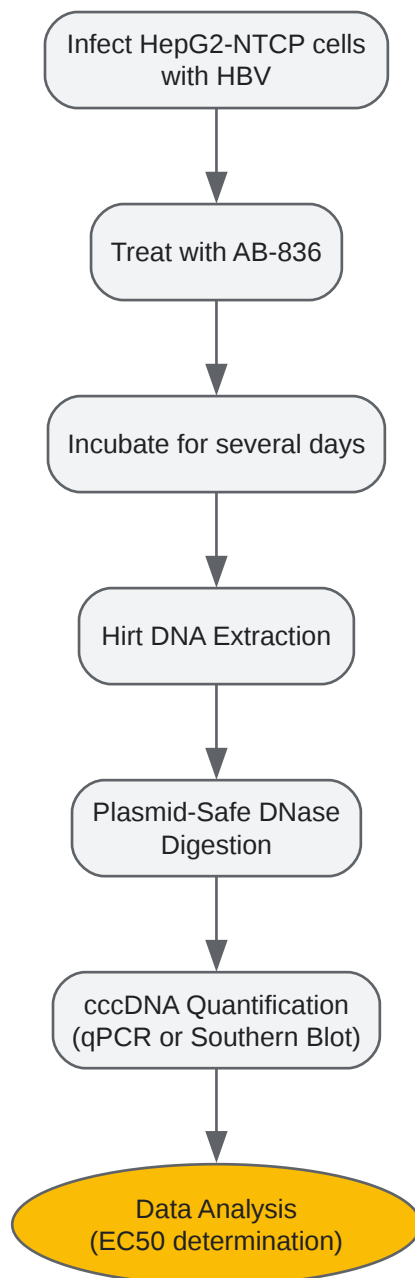 Infect HepG2-NTCP cells
with HBV
Treat with AB-836
Incubate for several days
Hirt DNA Extraction
Plasmid-Safe DNase
Digestion
cccDNA Quantification
(qPCR or Southern Blot)
Data Analysis
(EC50 determination)